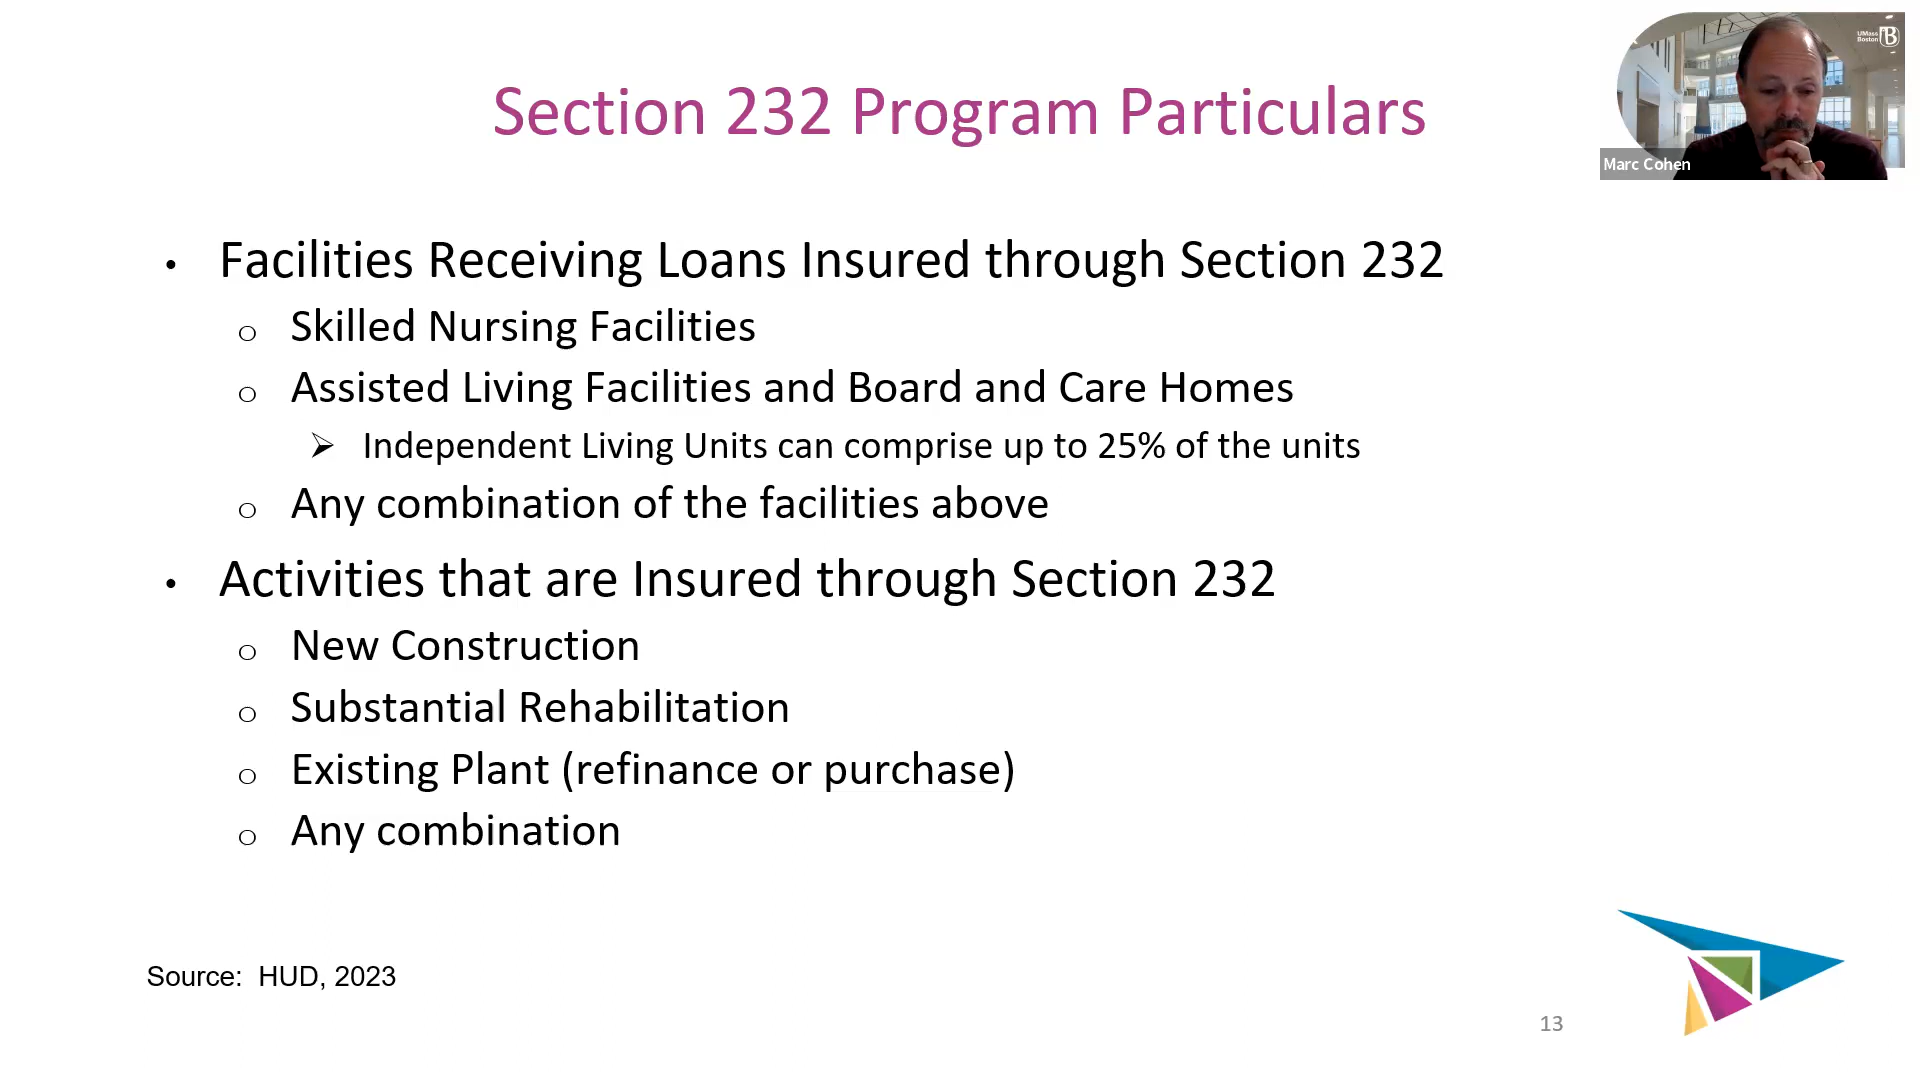 Section 232 Program Particulars
UMass
Boston
B
Marc Cohen
• Facilities Receiving Loans Insured through Section 232
o Skilled Nursing Facilities
o Assisted Living Facilities and Board and Care Homes
➢ Independent Living Units can comprise up to 25% of the units
o Any combination of the facilities above
• Activities that are Insured through Section 232
o New Construction
o Substantial Rehabilitation
o Existing Plant (refinance or purchase)
o Any combination
Source: HUD, 2023
13